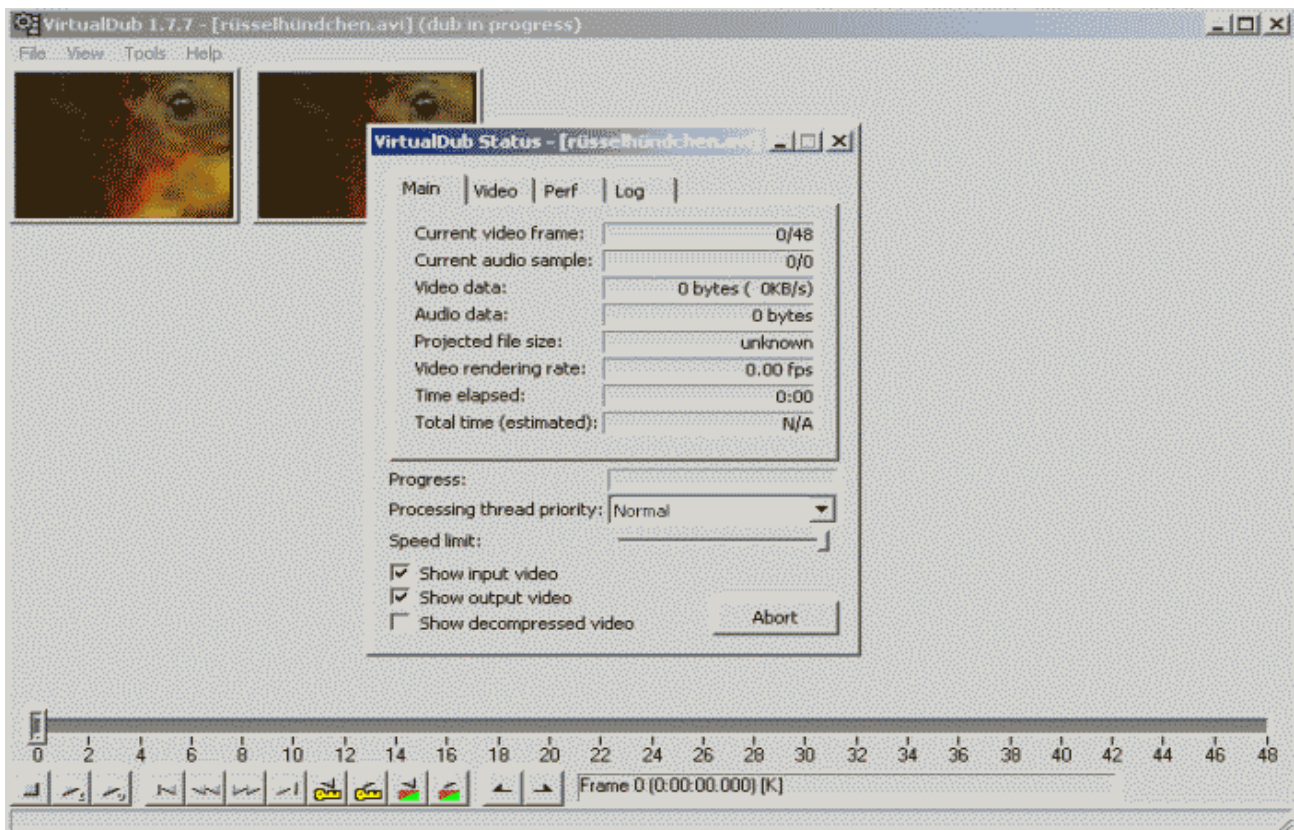 VirtualDub 1.7.7 - [rüsselhündchen.avi] (dub in progress)
File View Tools Help
VirtualDub Status - [rüsselhündchen.avi]
Main Video Perf Log
Current video frame: 0/48
Current audio sample: 0/0
Video data: 0 bytes ( 0KB/s)
Audio data: 0 bytes
Projected file size: unknown
Video rendering rate: 0.00 fps
Time elapsed: 0:00
Total time (estimated): N/A
Progress:
Processing thread priority: Normal
Speed limit:
Show input video
Show output video
Show decompressed video
Abort
0 2 4 6 8 10 12 14 16 18 20 22 24 26 28 30 32 34 36 38 40 42 44 46 48
Frame 0 (0:00:00.000) [K]